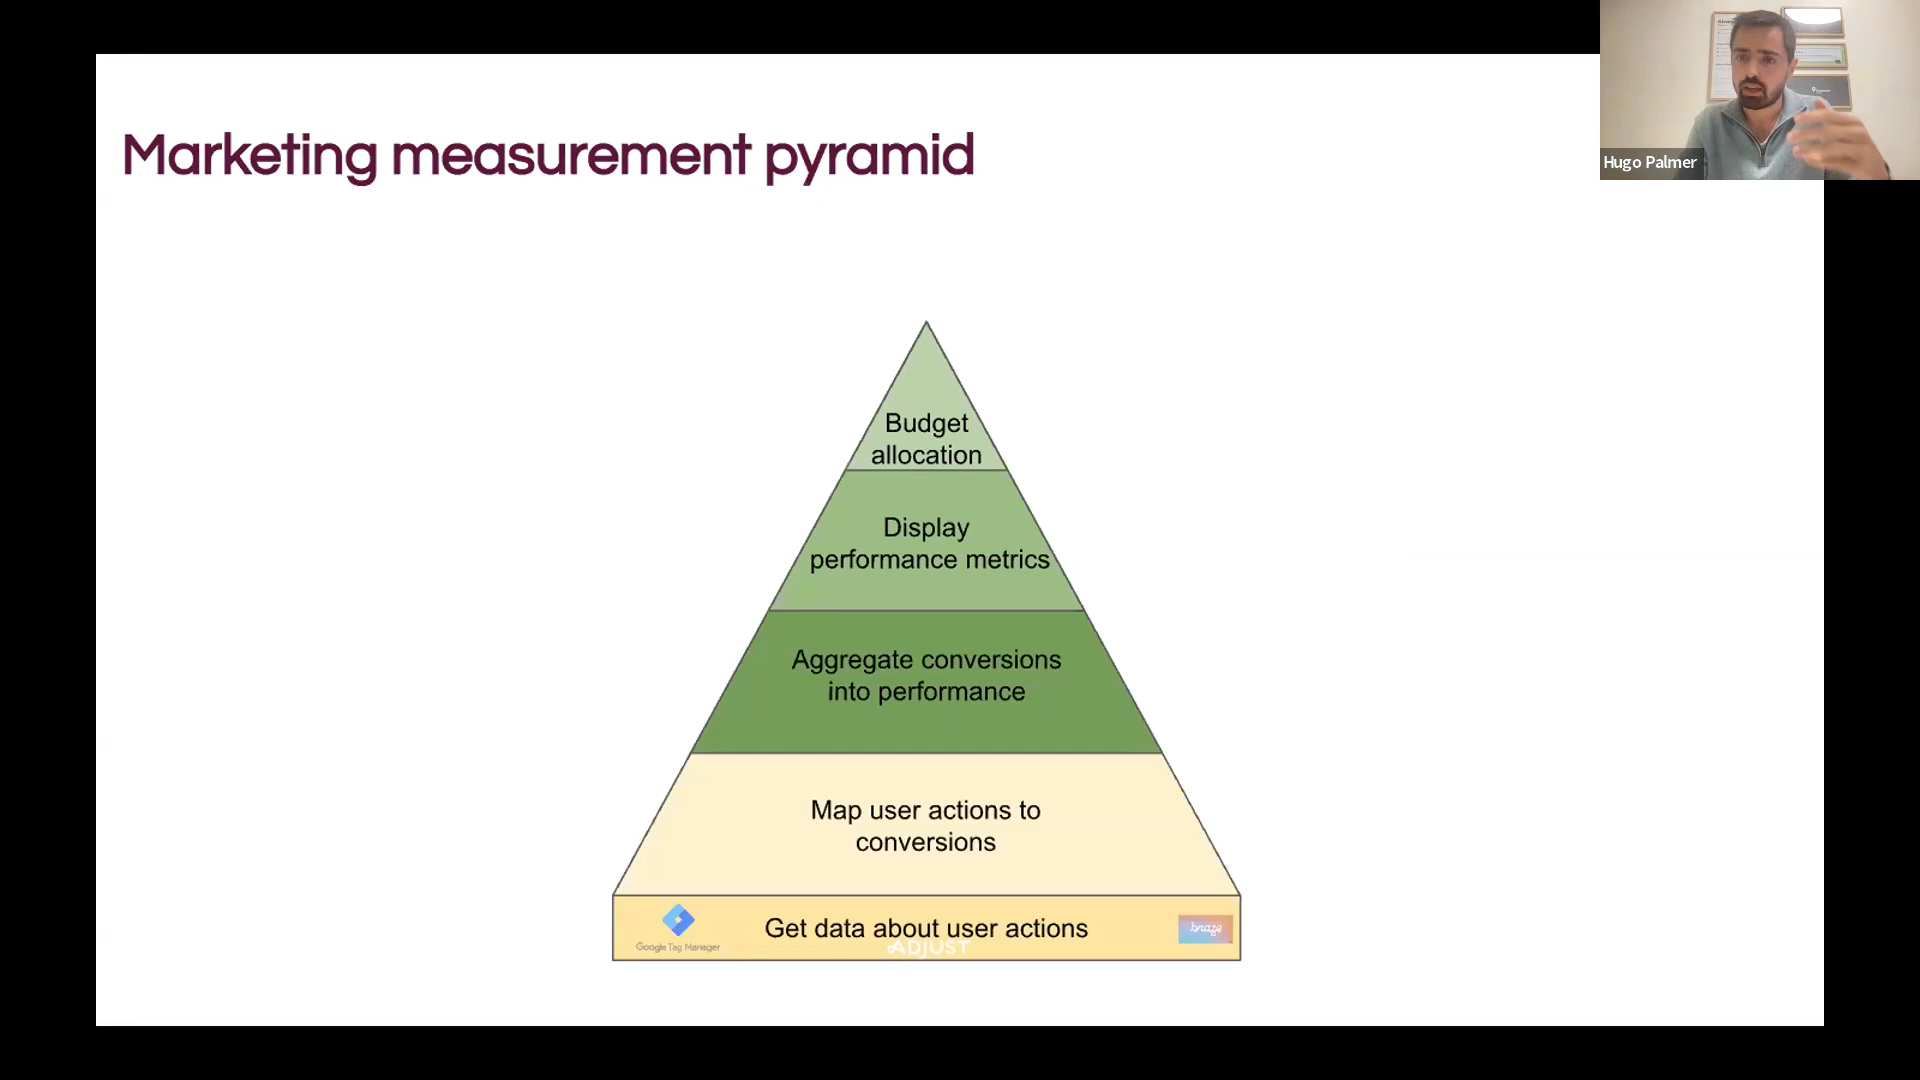 Marketing measurement pyramid
Hugo Palmer
Budget
allocation
Display
performance metrics
Aggregate conversions
into performance
Map user actions to
conversions
Get data about user actions
Google Tag Manager
ADJUST
braze